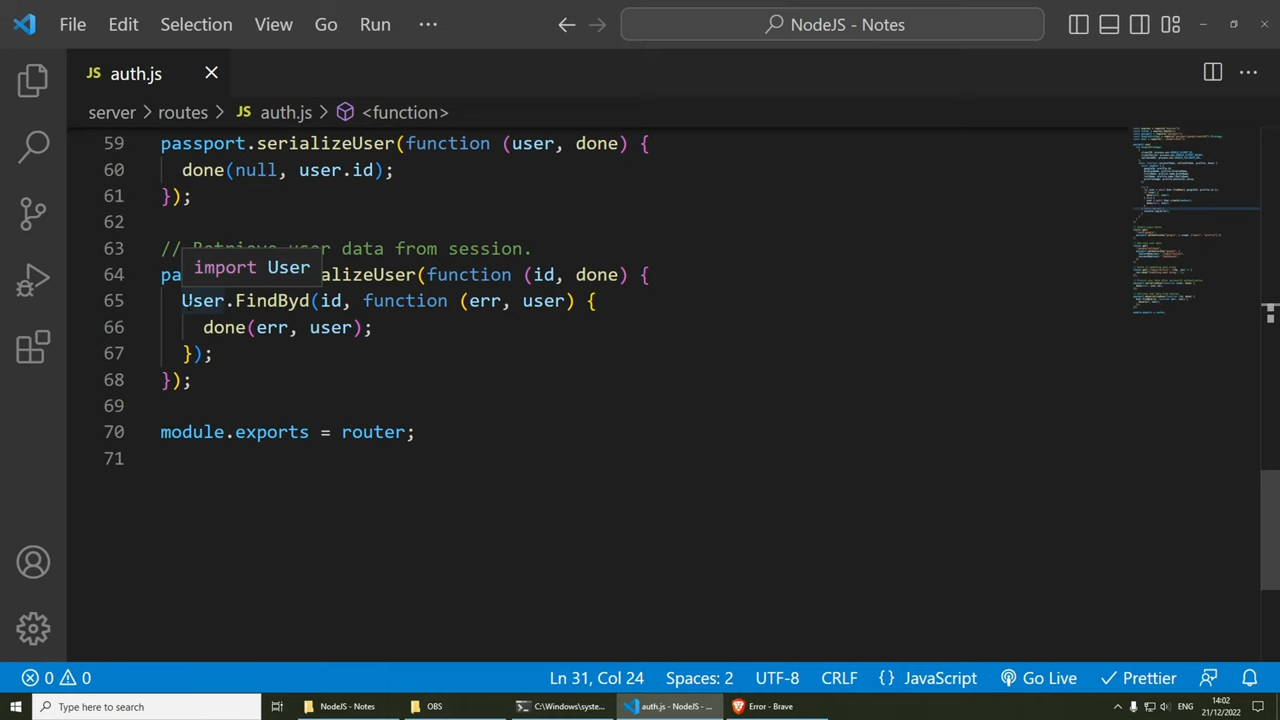 File Edit Selection View Go Run ··· NodeJS - Notes
JS auth.js
server > routes > JS auth.js > <function>
59 passport.serializeUser(function (user, done) {
60 done(null, user.id);
61 });
62
63 // Retrieve user data from session.
import User
64 pa alizeUser(function (id, done) {
65 User.FindByd(id, function (err, user) {
66 done(err, user);
67 });
68 });
69
70 module.exports = router;
71
0 0 Ln 31, Col 24 Spaces: 2 UTF-8 CRLF {} JavaScript Go Live Prettier
Type here to search NodeJS - Notes OBS C:\Windows\syste... auth.js - NodeJS - ... Error - Brave ENG 14:02
21/12/2022